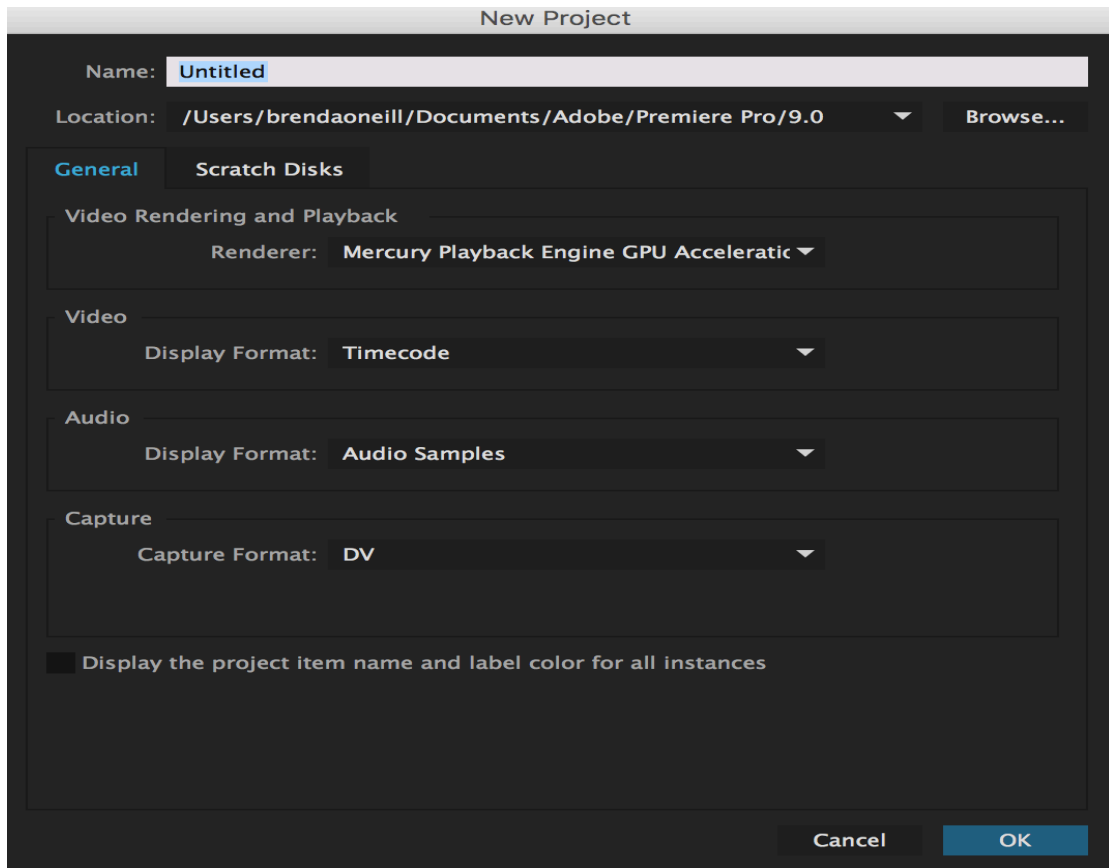 New Project
Name: Untitled
Location: /Users/brendaoneill/Documents/Adobe/Premiere Pro/9.0 Browse...
General Scratch Disks
Video Rendering and Playback
Renderer: Mercury Playback Engine GPU Acceleratic
Video
Display Format: Timecode
Audio
Display Format: Audio Samples
Capture
Capture Format: DV
Display the project item name and label color for all instances
Cancel OK